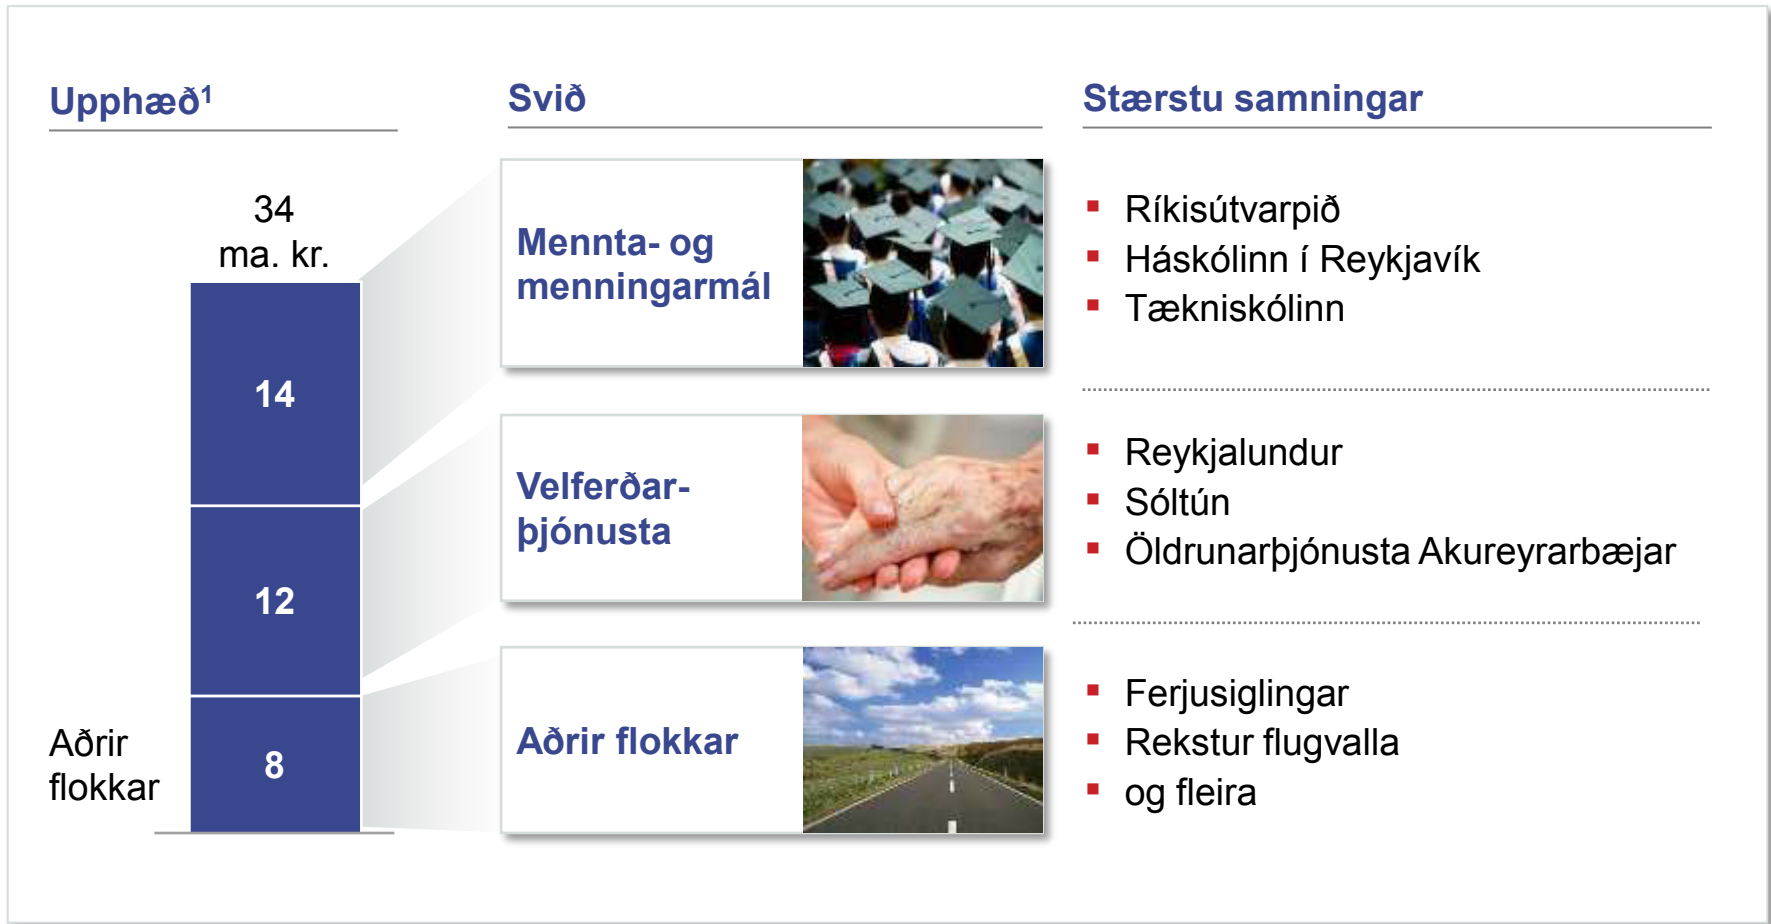 Upphæð¹
Svið
Stærstu samningar
34
ma. kr.
14
12
8
Aðrir
flokkar
Mennta- og
menningarmál
Ríkisútvarpið
Háskólinn í Reykjavík
Tækniskólinn
Velferðar-
þjónusta
Reykjalundur
Sóltún
Öldrunarþjónusta Akureyrarbæjar
Aðrir flokkar
Ferjusiglingar
Rekstur flugvalla
og fleira